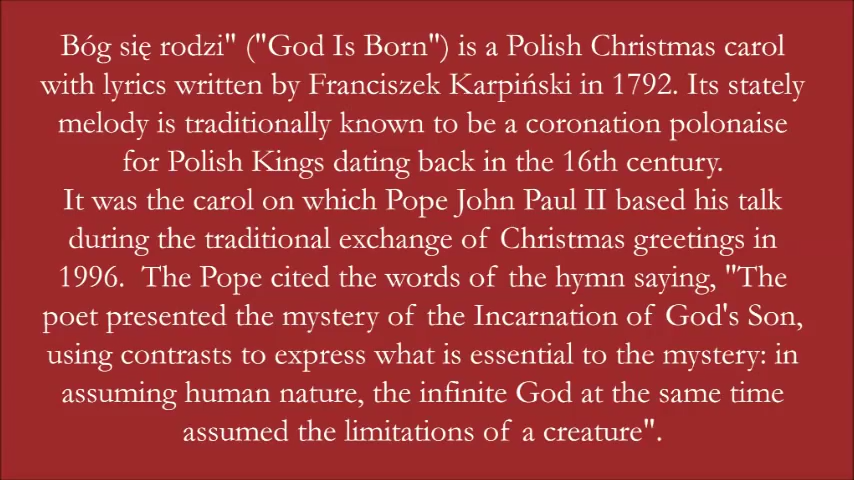 Bóg się rodzi" ("God Is Born") is a Polish Christmas carol
with lyrics written by Franciszek Karpiński in 1792. Its stately
melody is traditionally known to be a coronation polonaise
for Polish Kings dating back in the 16th century.
It was the carol on which Pope John Paul II based his talk
during the traditional exchange of Christmas greetings in
1996.  The Pope cited the words of the hymn saying, "The
poet presented the mystery of the Incarnation of God's Son,
using contrasts to express what is essential to the mystery: in
assuming human nature, the infinite God at the same time
assumed the limitations of a creature".